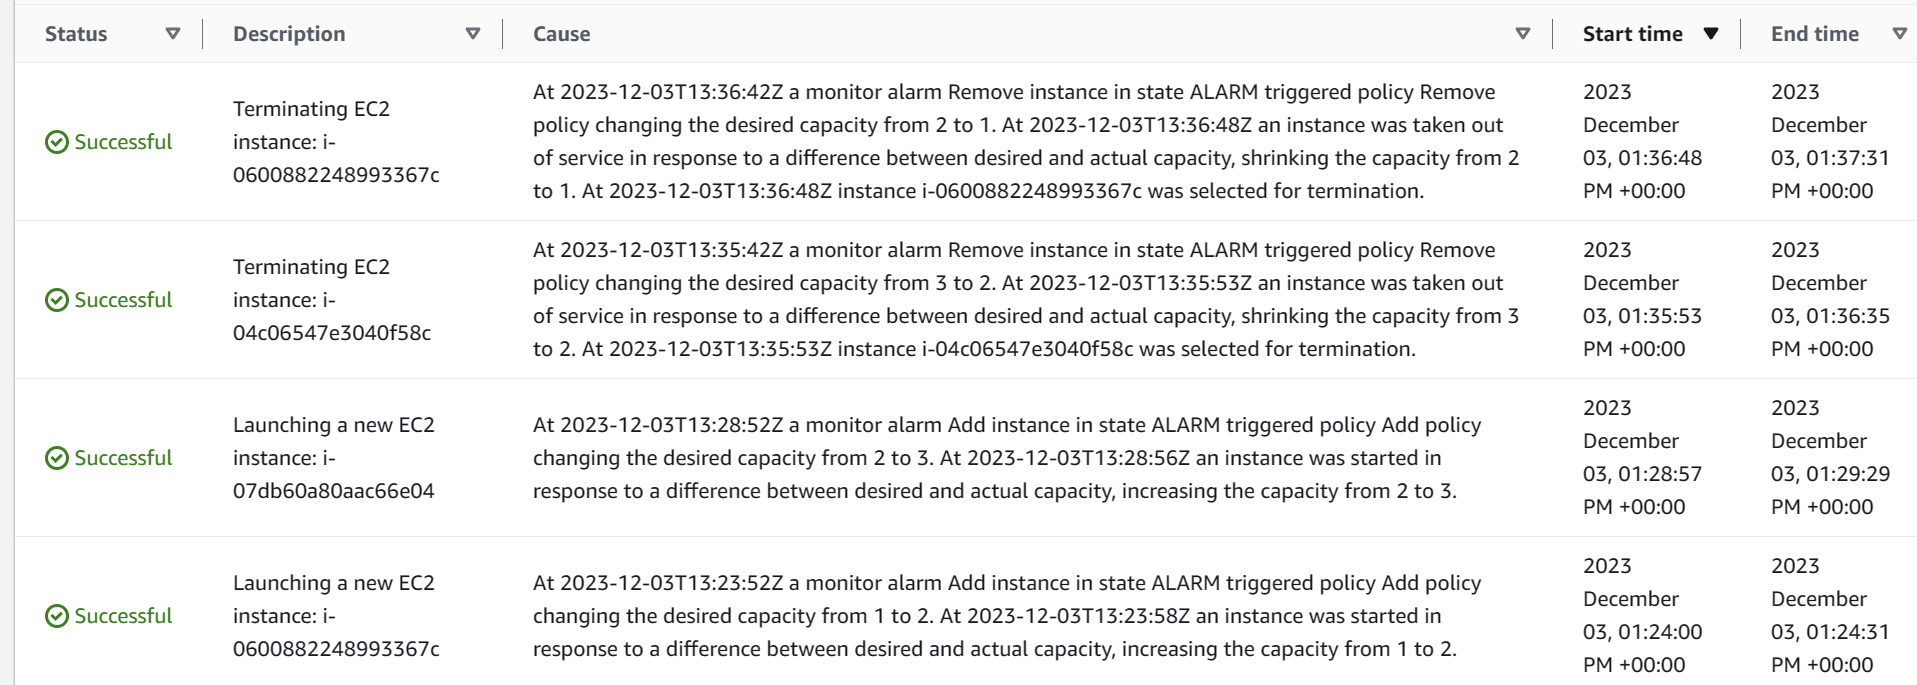 Status Description Cause Start time End time
Successful
Terminating EC2
instance: i-
0600882248993367c
At 2023-12-03T13:36:42Z a monitor alarm Remove instance in state ALARM triggered policy Remove
policy changing the desired capacity from 2 to 1. At 2023-12-03T13:36:48Z an instance was taken out
of service in response to a difference between desired and actual capacity, shrinking the capacity from 2
to 1. At 2023-12-03T13:36:48Z instance i-0600882248993367c was selected for termination.
2023
December
03, 01:36:48
PM +00:00
2023
December
03, 01:37:31
PM +00:00
Successful
Terminating EC2
instance: i-
04c06547e3040f58c
At 2023-12-03T13:35:42Z a monitor alarm Remove instance in state ALARM triggered policy Remove
policy changing the desired capacity from 3 to 2. At 2023-12-03T13:35:53Z an instance was taken out
of service in response to a difference between desired and actual capacity, shrinking the capacity from 3
to 2. At 2023-12-03T13:35:53Z instance i-04c06547e3040f58c was selected for termination.
2023
December
03, 01:35:53
PM +00:00
2023
December
03, 01:36:35
PM +00:00
Successful
Launching a new EC2
instance: i-
07db60a80aac66e04
At 2023-12-03T13:28:52Z a monitor alarm Add instance in state ALARM triggered policy Add policy
changing the desired capacity from 2 to 3. At 2023-12-03T13:28:56Z an instance was started in
response to a difference between desired and actual capacity, increasing the capacity from 2 to 3.
2023
December
03, 01:28:57
PM +00:00
2023
December
03, 01:29:29
PM +00:00
Successful
Launching a new EC2
instance: i-
0600882248993367c
At 2023-12-03T13:23:52Z a monitor alarm Add instance in state ALARM triggered policy Add policy
changing the desired capacity from 1 to 2. At 2023-12-03T13:23:58Z an instance was started in
response to a difference between desired and actual capacity, increasing the capacity from 1 to 2.
2023
December
03, 01:24:00
PM +00:00
2023
December
03, 01:24:31
PM +00:00